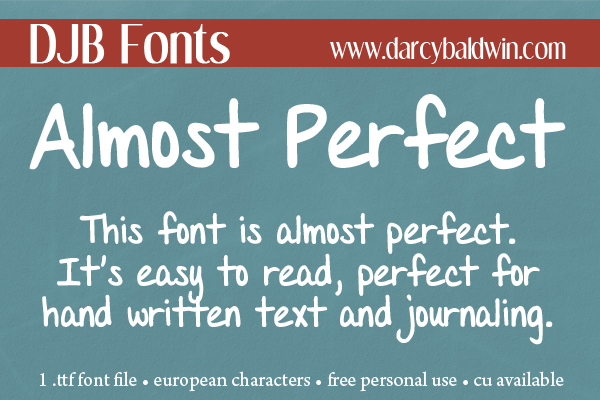 DJB Fonts
www.darcybaldwin.com
Almost Perfect
This font is almost perfect.
It's easy to read, perfect for
hand written text and journaling.
1 .ttf font file • european characters • free personal use • cu available